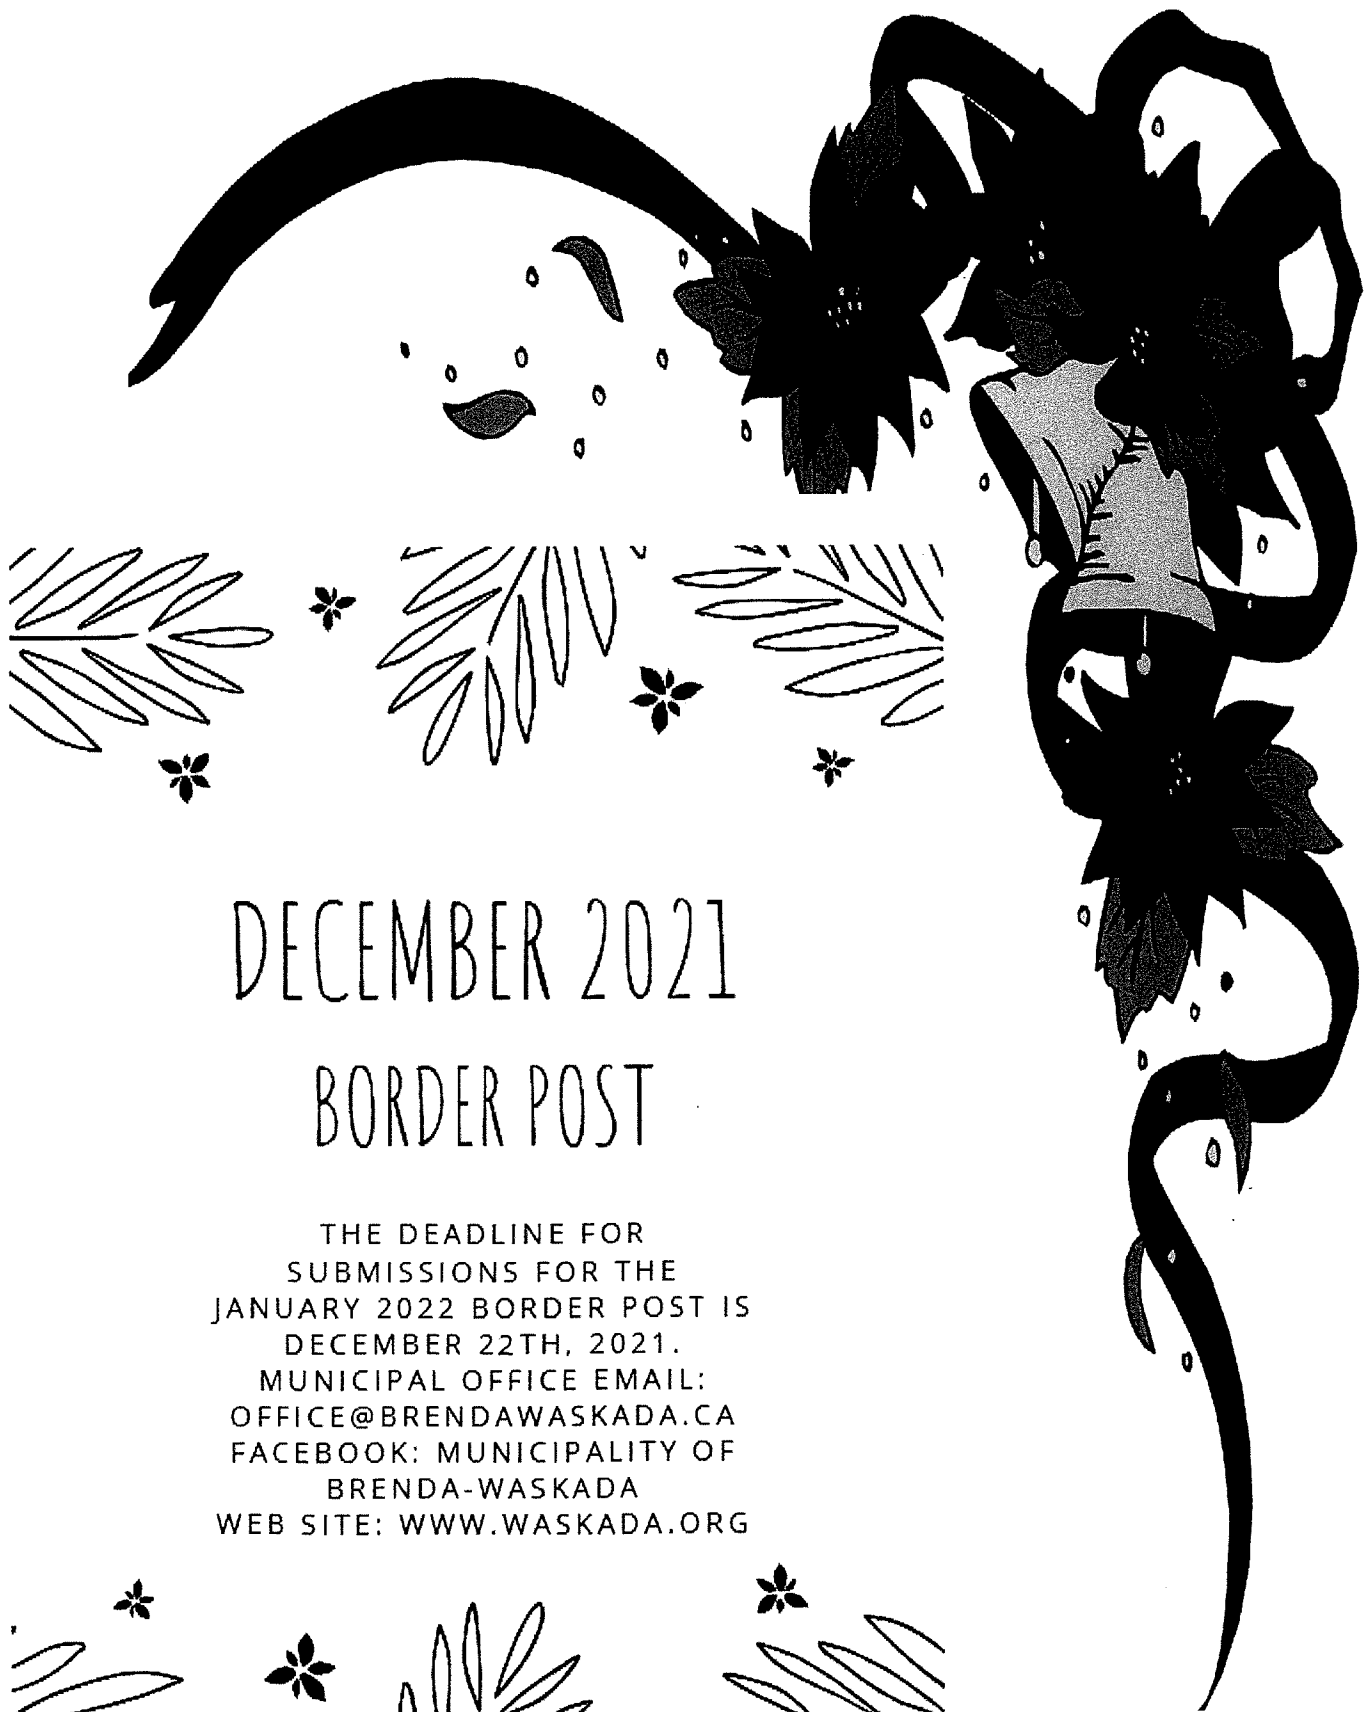 DECEMBER 2021
BORDER POST
THE DEADLINE FOR
SUBMISSIONS FOR THE
JANUARY 2022 BORDER POST IS
DECEMBER 22TH, 2021.
MUNICIPAL OFFICE EMAIL:
OFFICE@BRENDAWASKADA.CA
FACEBOOK: MUNICIPALITY OF
BRENDA-WASKADA
WEB SITE: WWW.WASKADA.ORG